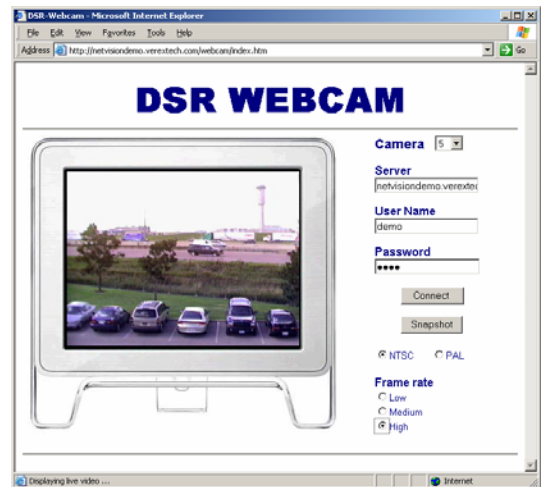 DSR-Webcam - Microsoft Internet Explorer
File Edit View Favorites Tools Help
Address http://netvisiondemo.verextech.com/webcam/index.htm Go
DSR WEBCAM
Camera 5
Server
netvisiondemo.verextec
User Name
demo
Password
••••
Connect
Snapshot
NTSC PAL
Frame rate
Low
Medium
High
Displaying live video ... Internet